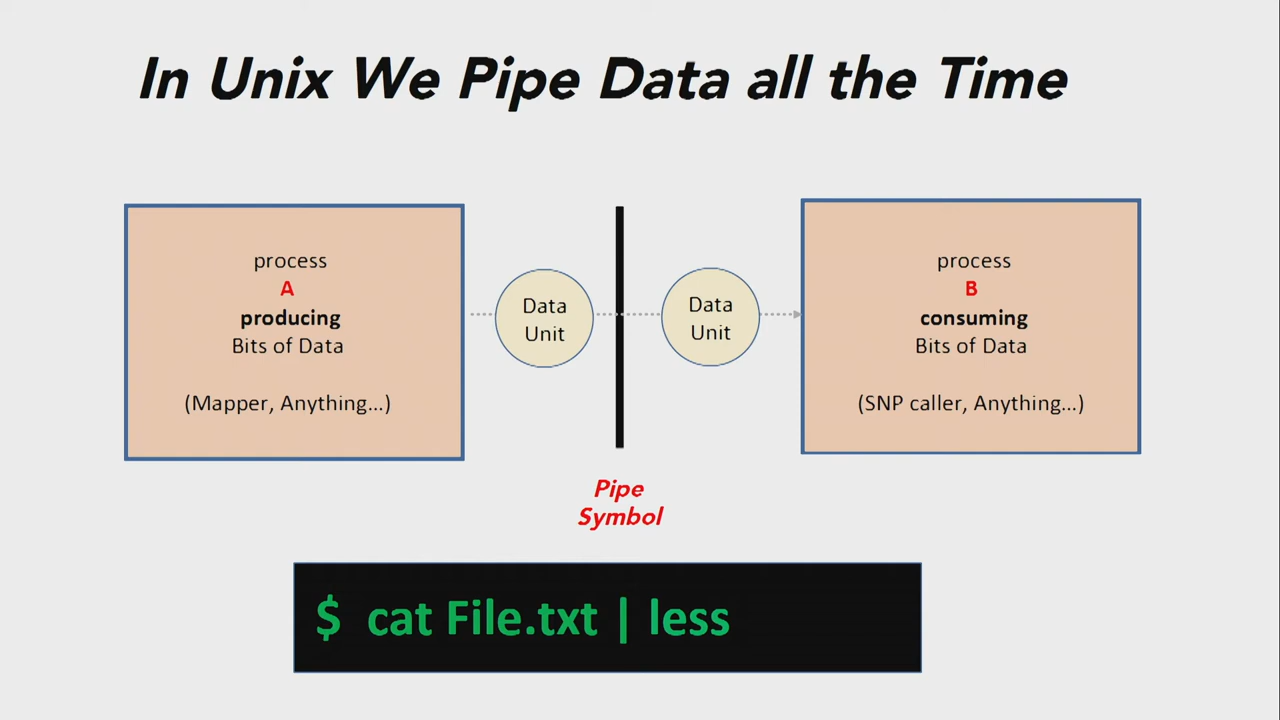 In Unix We Pipe Data all the Time
process
A
producing
Bits of Data
(Mapper, Anything...)
Data
Unit
Data
Unit
process
B
consuming
Bits of Data
(SNP caller, Anything...)
Pipe
Symbol
$ cat File.txt | less